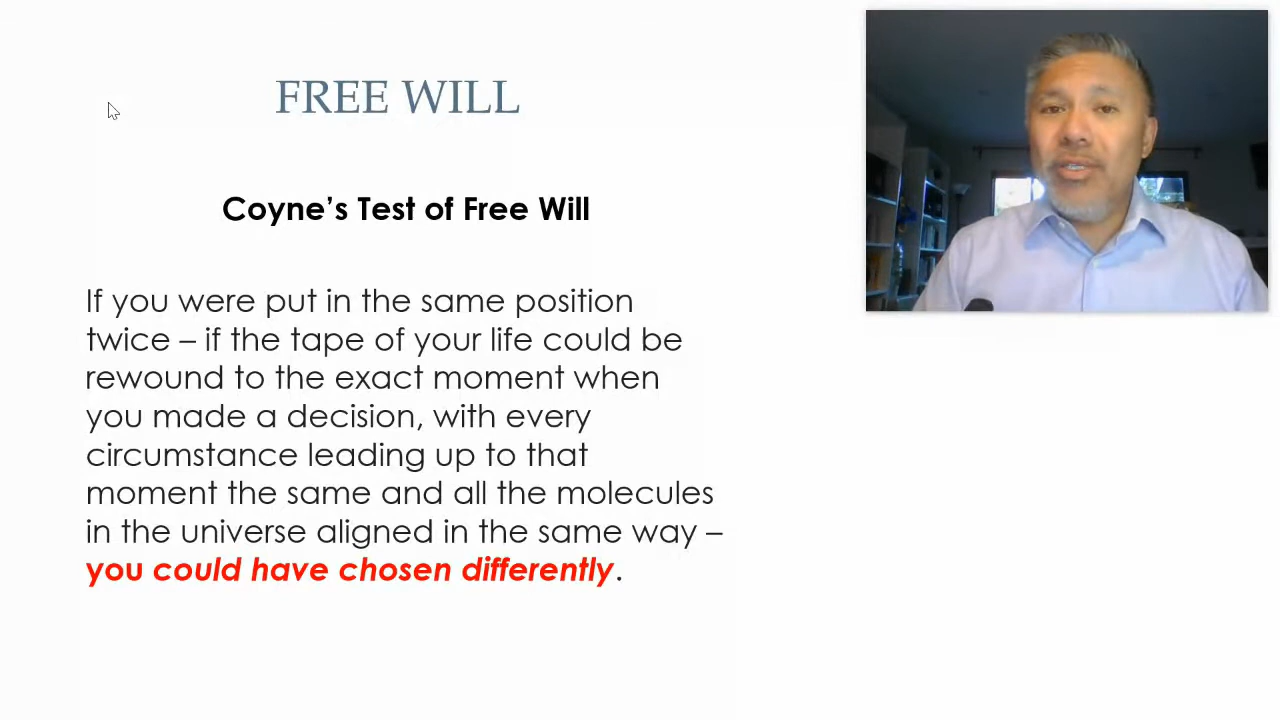 FREE WILL
Coyne’s Test of Free Will
If you were put in the same position
twice – if the tape of your life could be
rewound to the exact moment when
you made a decision, with every
circumstance leading up to that
moment the same and all the molecules
in the universe aligned in the same way –
you could have chosen differently.